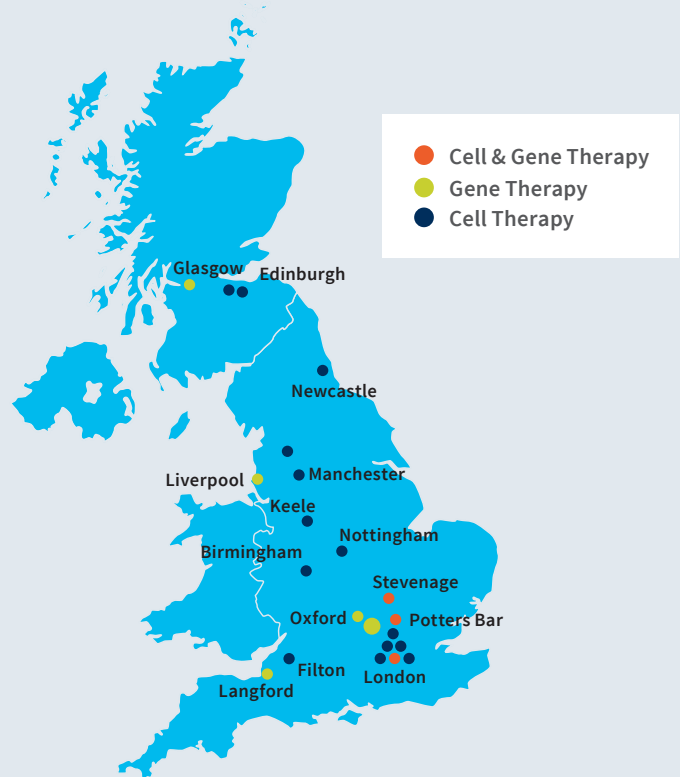 Cell & Gene Therapy
Gene Therapy
Cell Therapy
Glasgow
Edinburgh
Newcastle
Liverpool
Manchester
Keele
Nottingham
Birmingham
Stevenage
Oxford
Potters Bar
Filton
London
Langford